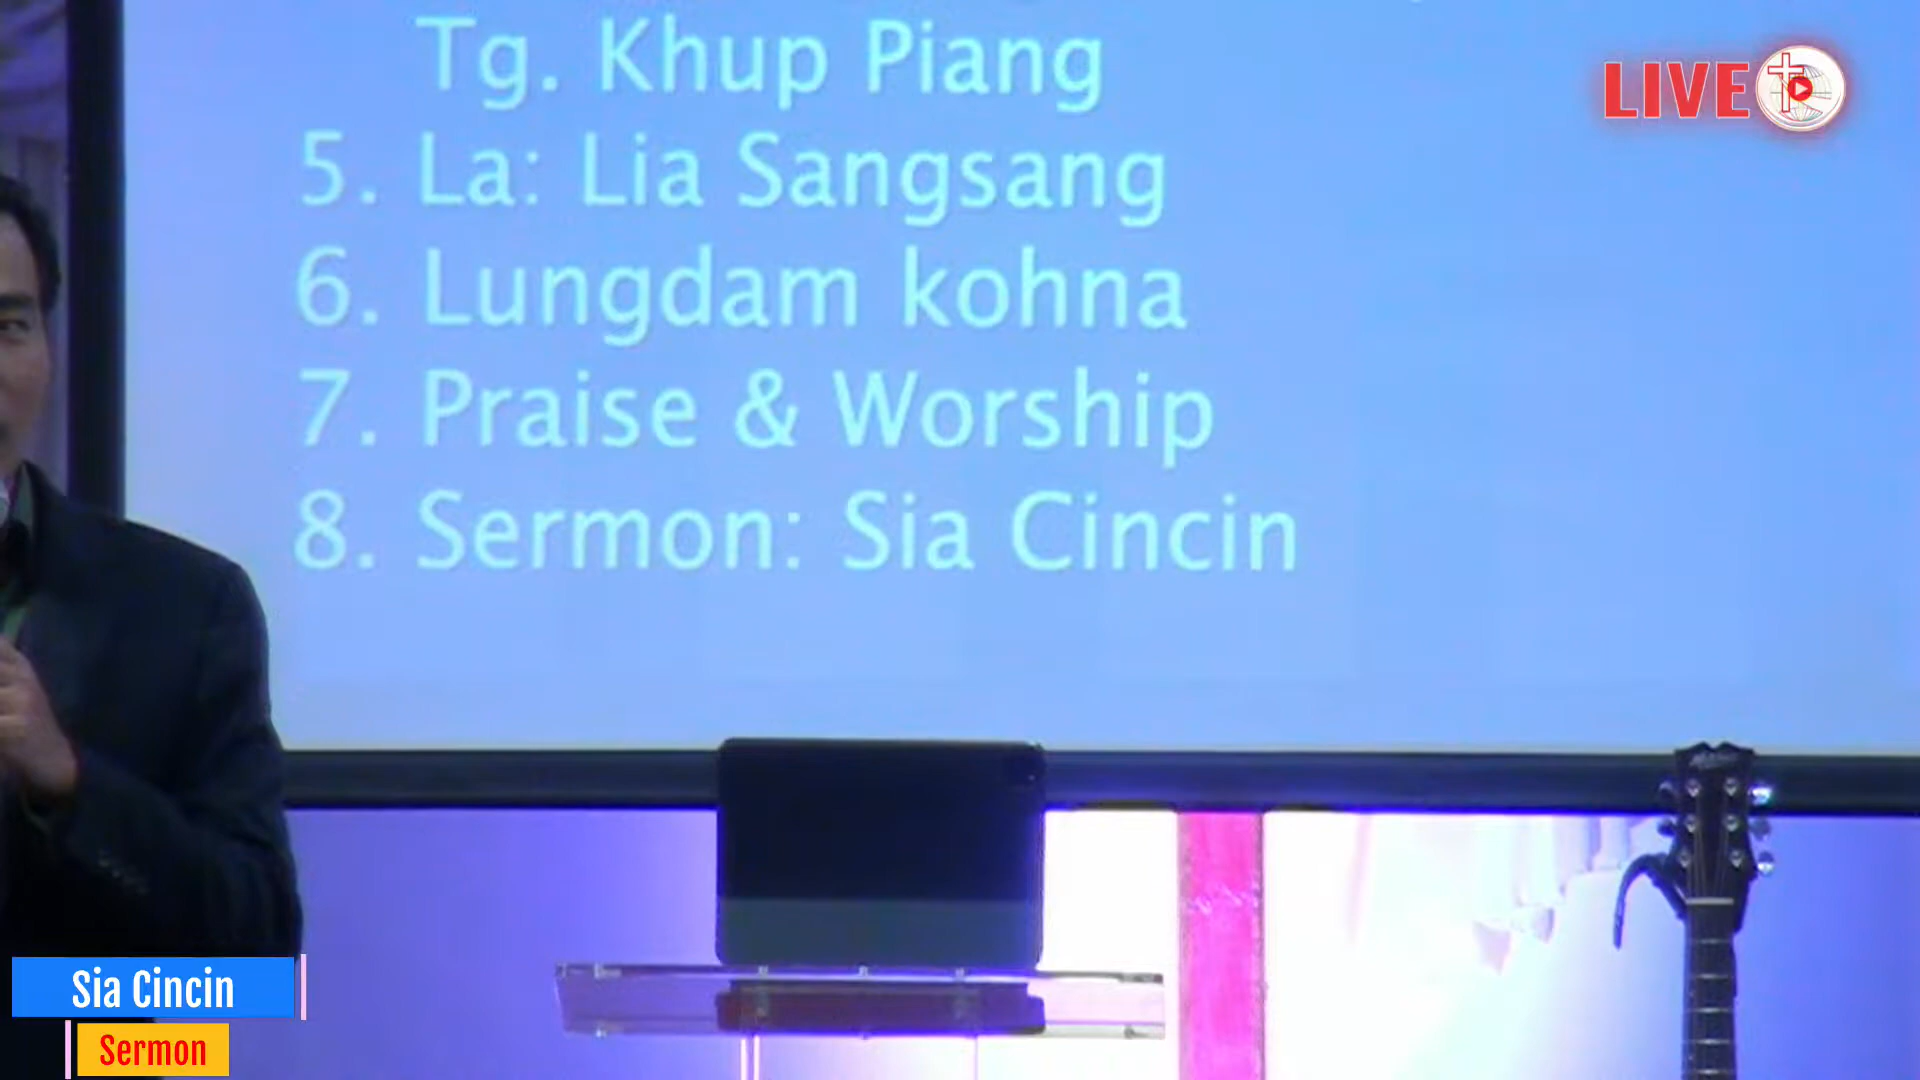 Tg. Khup Piang
5. La: Lia Sangsang
6. Lungdam kohna
7. Praise & Worship
8. Sermon: Sia Cincin
LIVE
Sia Cincin
Sermon